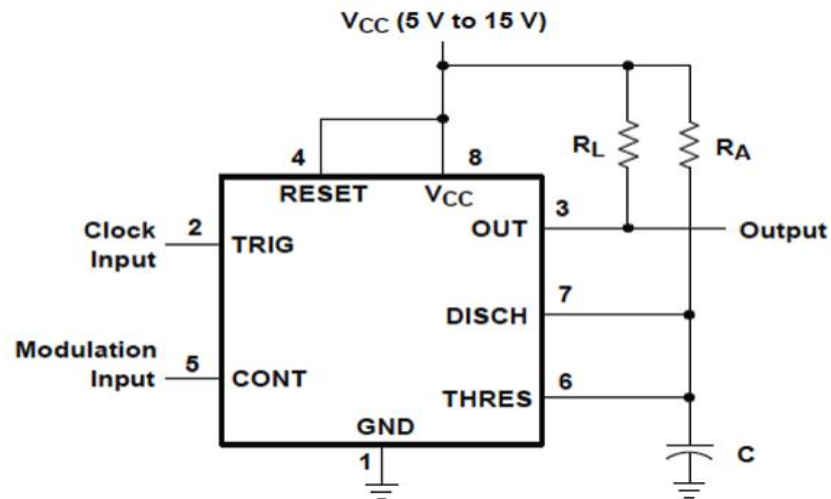 VCC (5 V to 15 V)
RL
RA
4
8
RESET
VCC
3
OUT
Output
Clock
Input
2
TRIG
7
DISCH
Modulation
Input
5
CONT
6
THRES
GND
1
C